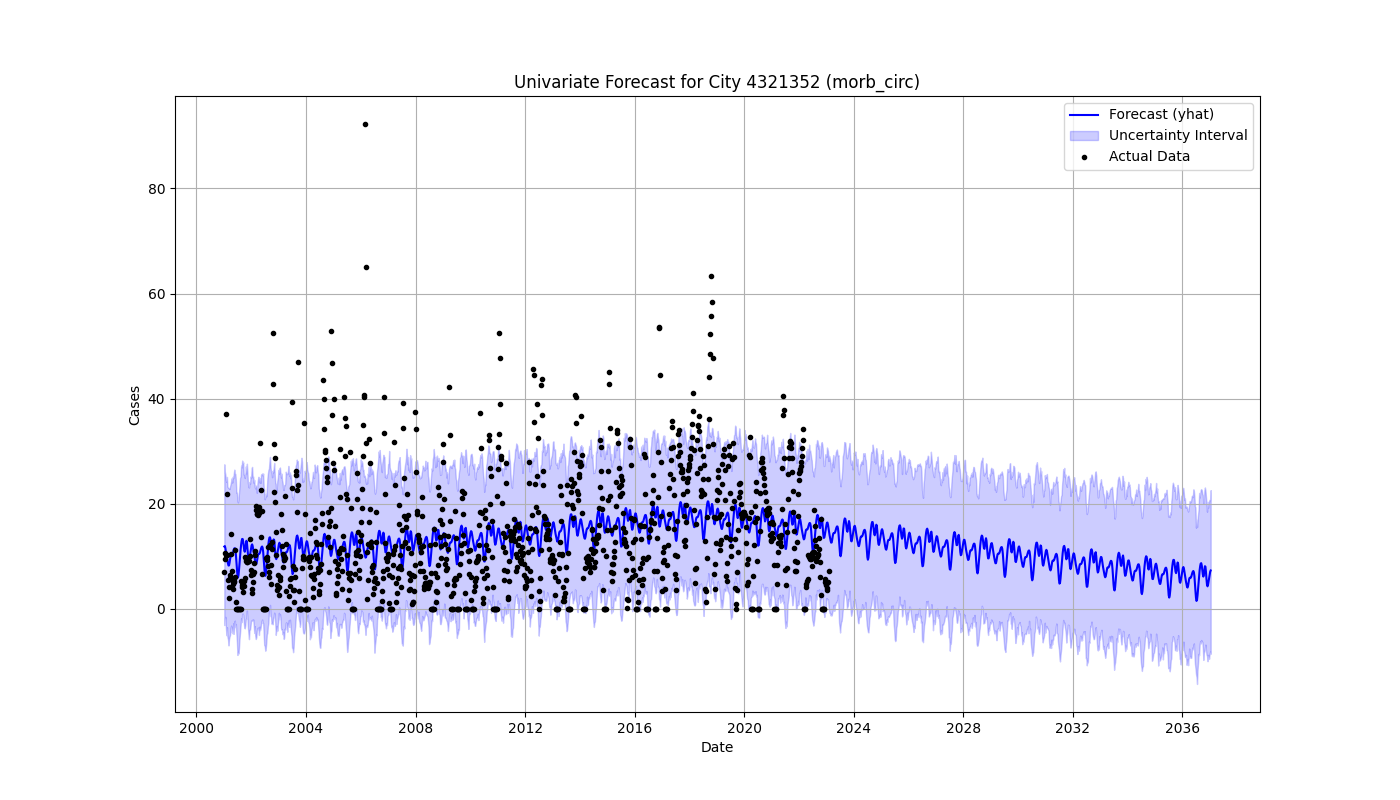 Univariate Forecast for City 4321352 (morb_circ)
Forecast (yhat)
Uncertainty Interval
Actual Data
Cases
80
60
40
20
0
2000 2004 2008 2012 2016 2020 2024 2028 2032 2036
Date